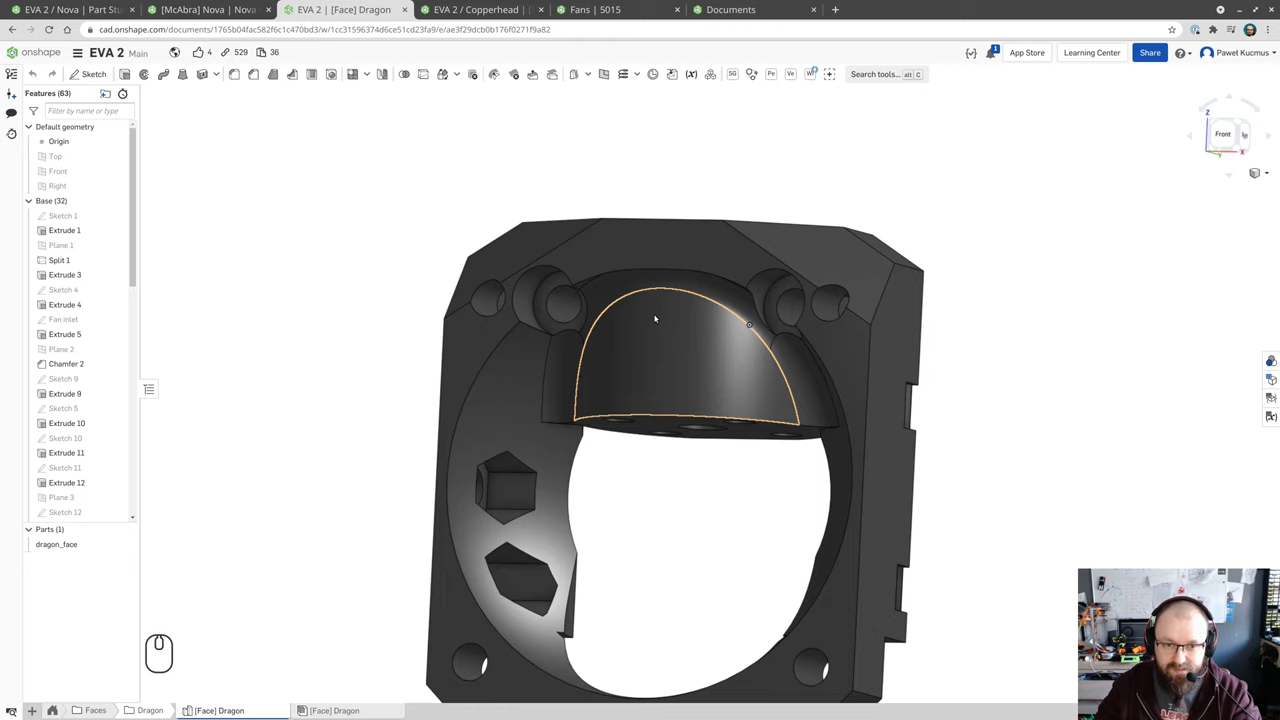 EVA 2 / Nova | Part Stu
[McAbra] Nova | Nova
EVA 2 | [Face] Dragon
EVA 2 / Copperhead | C
Fans | 5015
Documents
cad.onshape.com/documents/1765b04fac582f6c1c470bd3/w/1cc31596374d6ce51cd23fa9/e/ae3f29dcb0b176f0271f9a82
onshape
EVA 2 Main
4
529
36
App Store
Learning Center
Share
Pawel Kucmus
Sketch
SG
Pe
Ve
Search tools...
alt C
Features (63)
Filter by name or type
Default geometry
Origin
Top
Front
Right
Base (32)
Sketch 1
Extrude 1
Plane 1
Split 1
Extrude 3
Sketch 4
Extrude 4
Fan inlet
Extrude 5
Plane 2
Chamfer 2
Sketch 9
Extrude 9
Sketch 5
Extrude 10
Sketch 10
Extrude 11
Sketch 11
Extrude 12
Plane 3
Sketch 12
Parts (1)
dragon_face
Z
Front
X
Faces
Dragon
[Face] Dragon
[Face] Dragon